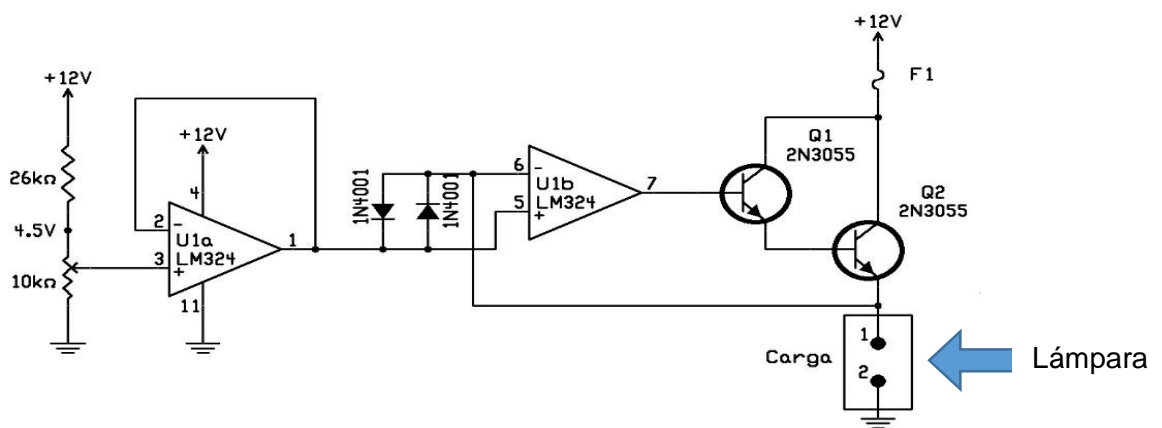 +12V
F1
+12V
Q1
2N3055
+12V
26kΩ
4
1N4001
1N4001
6 -
U1b
LM324
5 +
7
Q2
2N3055
4.5V
2 -
U1a
LM324
3 +
1
10kΩ
11
Carga
1
2
Lámpara